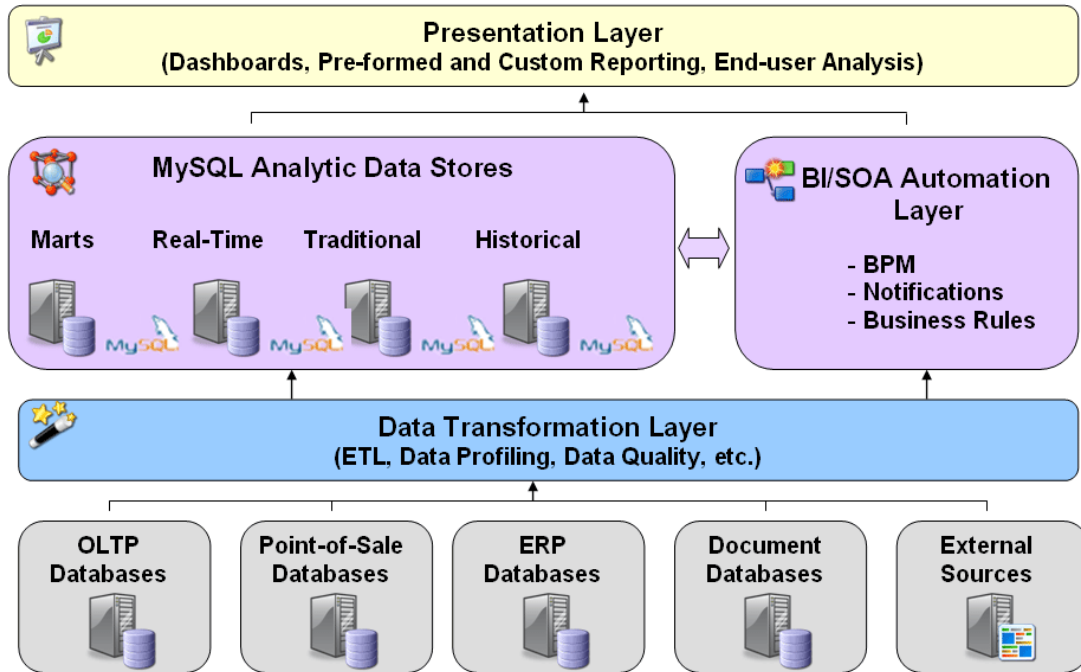 Presentation Layer
(Dashboards, Pre-formed and Custom Reporting, End-user Analysis)
MySQL Analytic Data Stores
Marts
Real-Time
Traditional
Historical
MySQL
MySQL
MySQL
MySQL
BI/SOA Automation
Layer
- BPM
- Notifications
- Business Rules
Data Transformation Layer
(ETL, Data Profiling, Data Quality, etc.)
OLTP
Databases
Point-of-Sale
Databases
ERP
Databases
Document
Databases
External
Sources